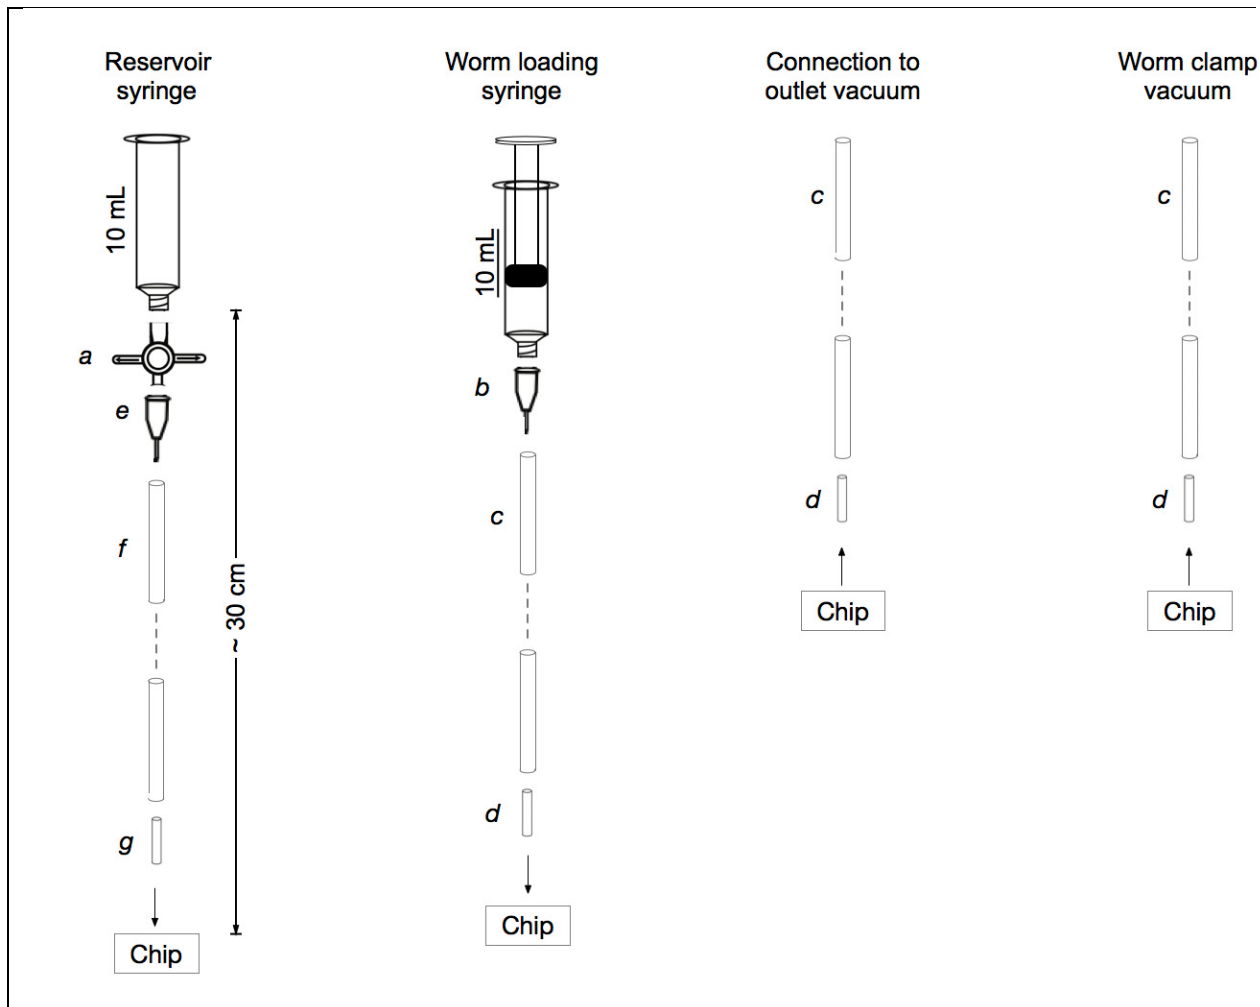 Reservoir
syringe
10 mL
a
e
f
~ 30 cm
g
Chip
Worm loading
syringe
10 mL
b
c
d
Chip
Connection to
outlet vacuum
c
d
Chip
Worm clamp
vacuum
c
d
Chip